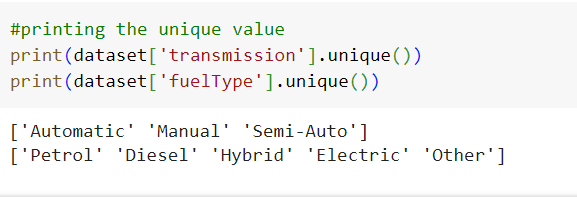 #printing the unique value
print(dataset['transmission'].unique())
print(dataset['fuelType'].unique())
['Automatic' 'Manual' 'Semi-Auto']
['Petrol' 'Diesel' 'Hybrid' 'Electric' 'Other']